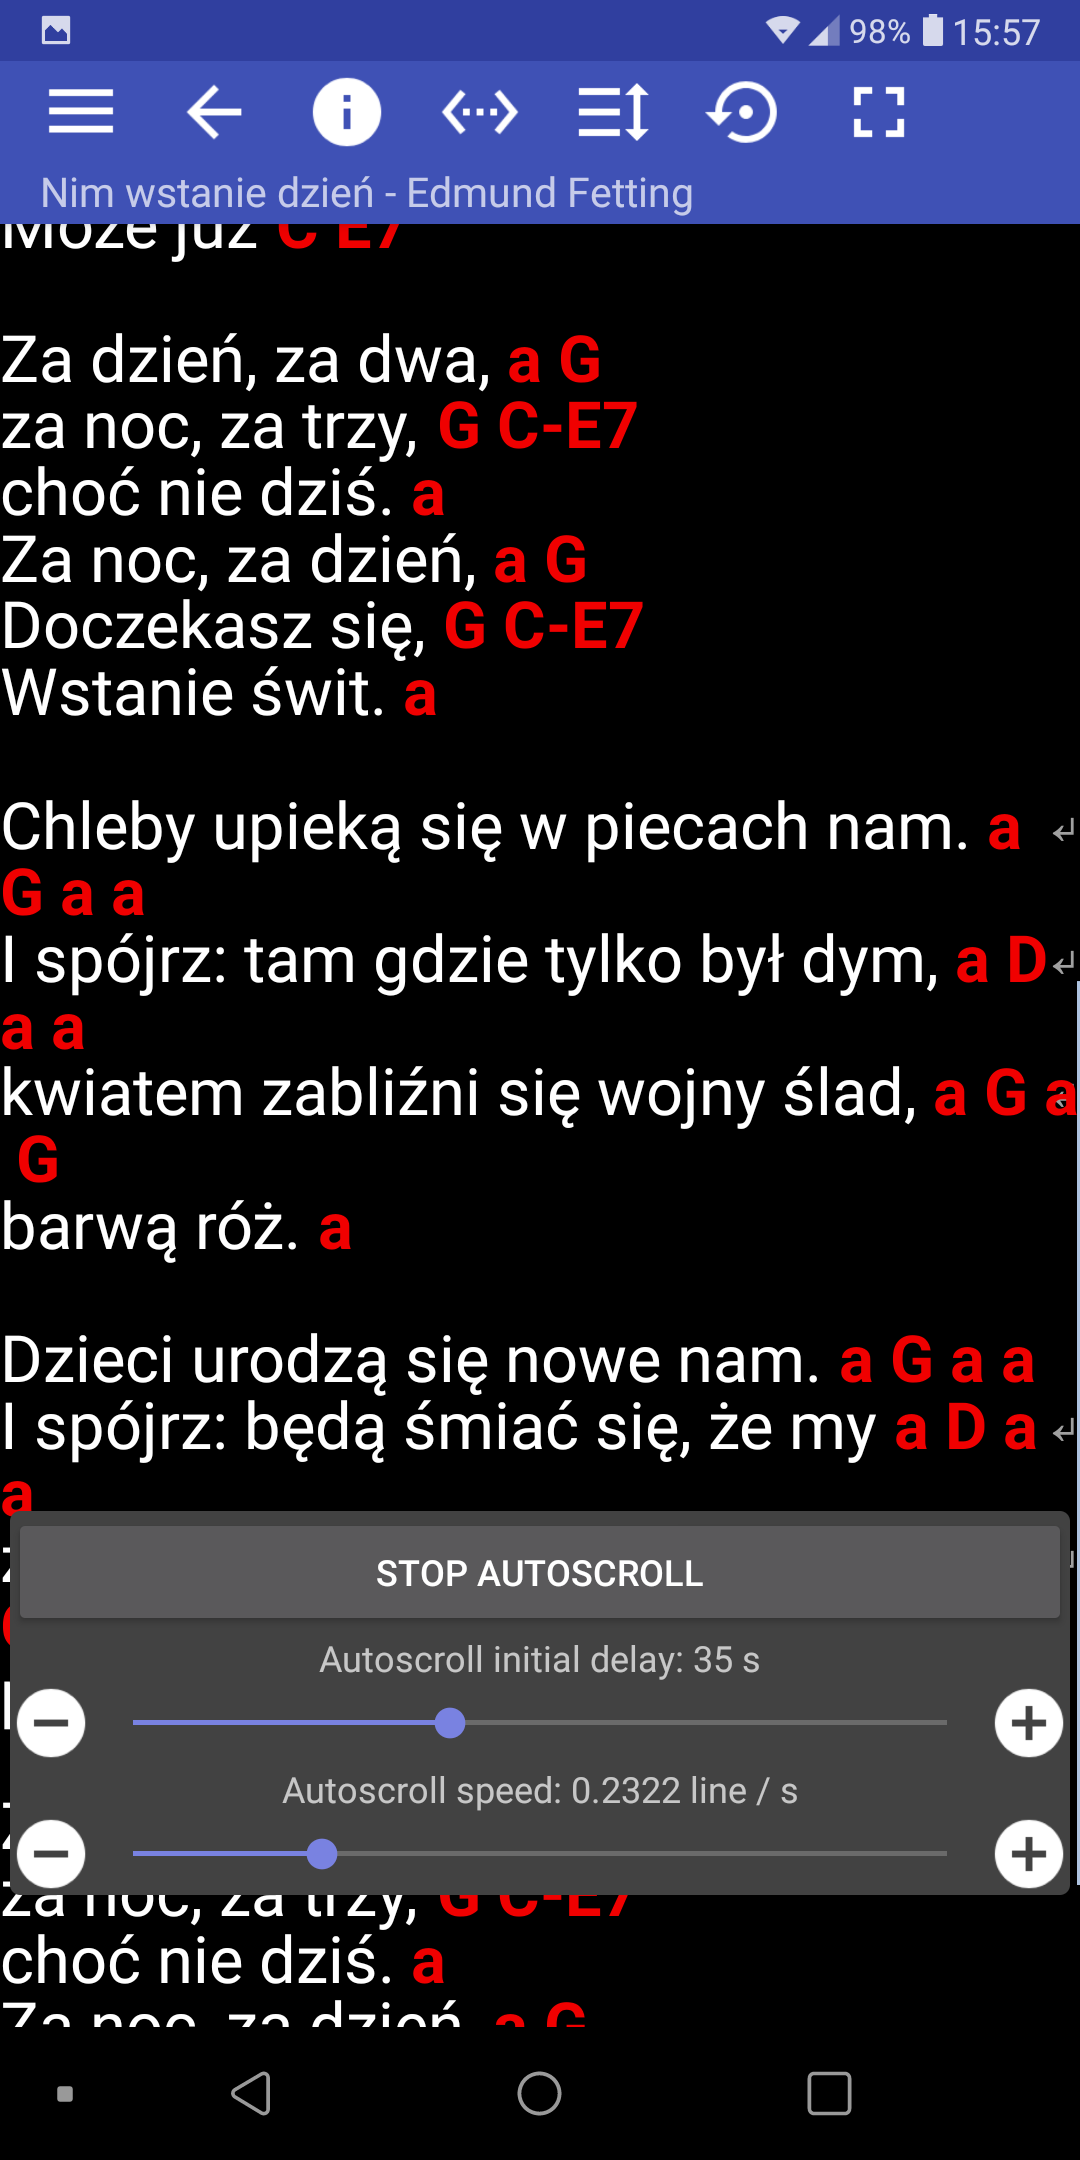 98% 15:57
Nim wstanie dzień - Edmund Fetting
Może już C E7
Za dzień, za dwa, a G
za noc, za trzy, G C-E7
choć nie dziś. a
Za noc, za dzień, a G
Doczekasz się, G C-E7
Wstanie świt. a
Chleby upieką się w piecach nam. a
G a a
I spójrz: tam gdzie tylko był dym, a D
a a
kwiatem zabliźni się wojny ślad, a G a
G
barwą róż. a
Dzieci urodzą się nowe nam. a G a a
I spójrz: będą śmiać się, że my a D a
a
STOP AUTOSCROLL
Autoscroll initial delay: 35 s
Autoscroll speed: 0.2322 line / s
za noc, za trzy, G C-E7
choć nie dziś. a
Za noc, za dzień, a G